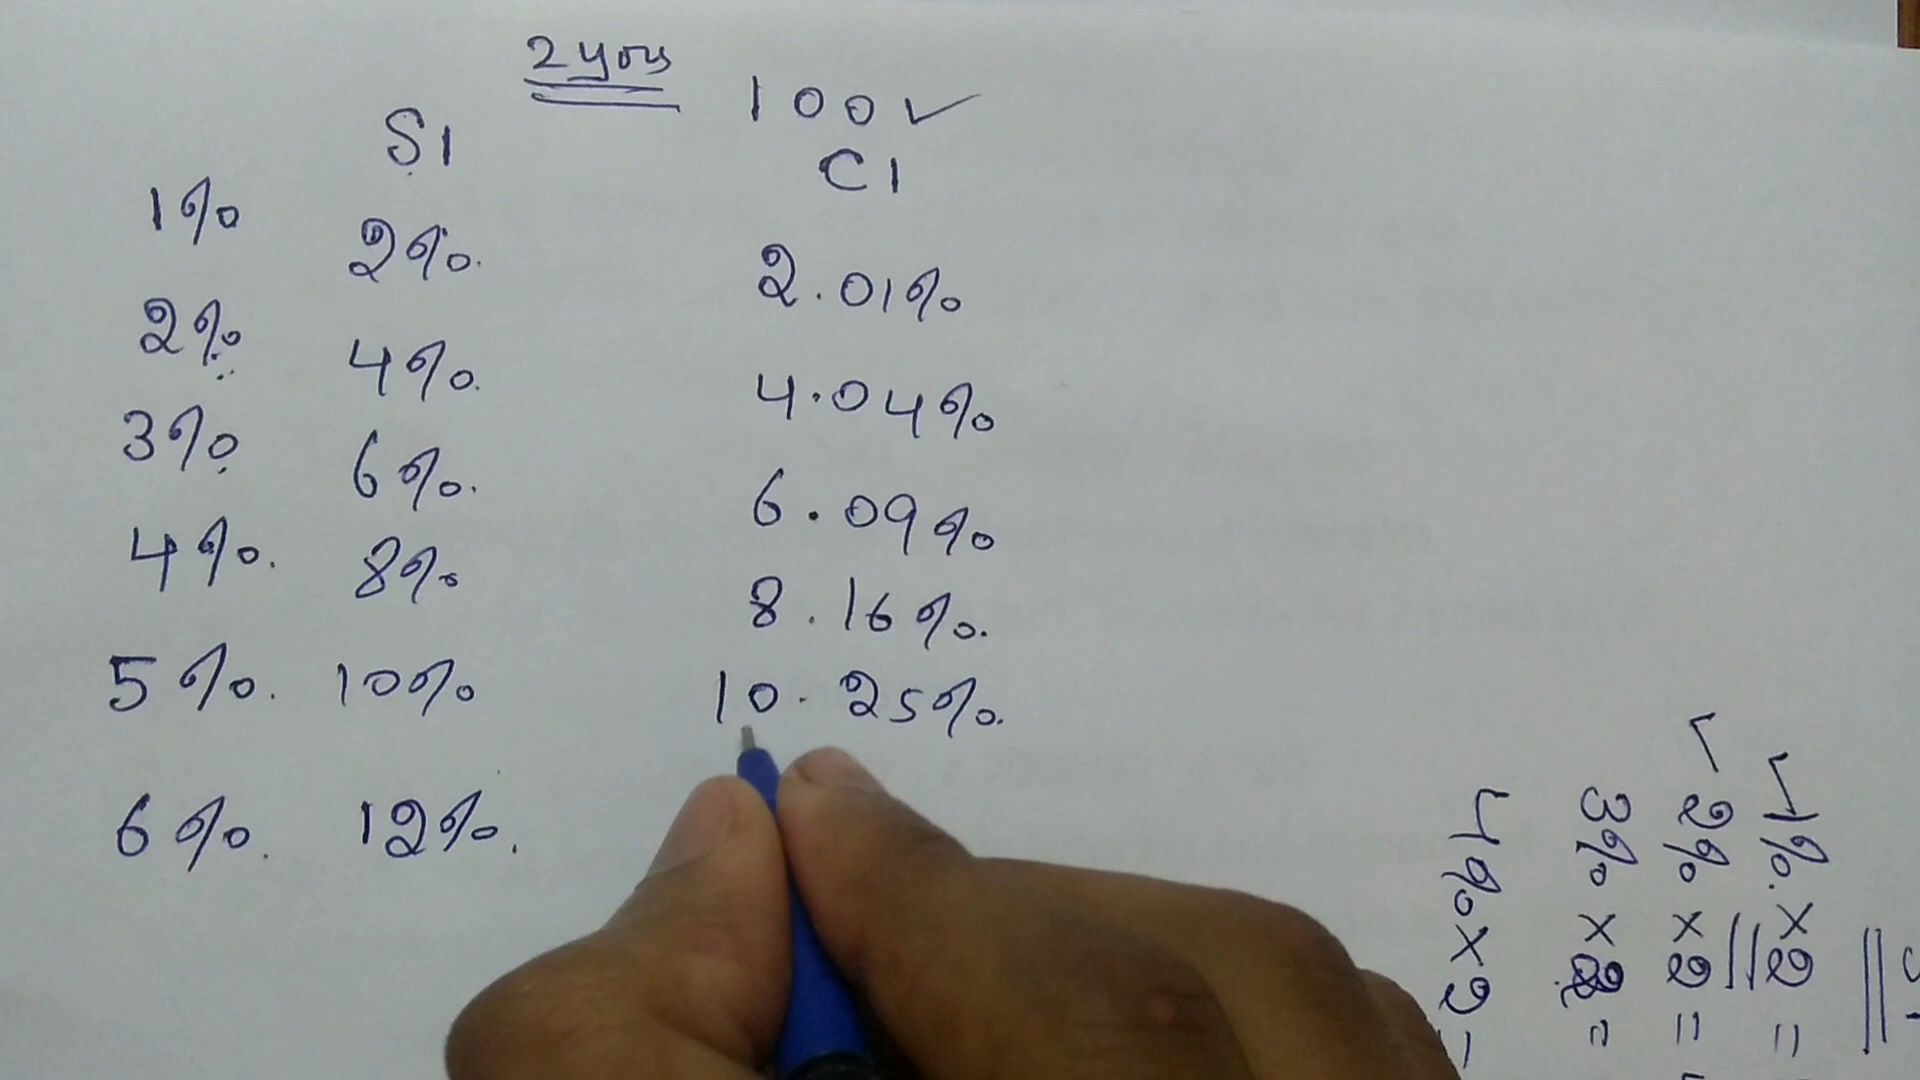 2 yrs
100 ✓
SI CI
1% 2% 2.01%
2% 4% 4.04%
3% 6% 6.09%
4% 8% 8.16%
5% 10% 10.25%
6% 12%
1% × 2 =
2% × 2 =
3% × 2 =
4% × 2 =